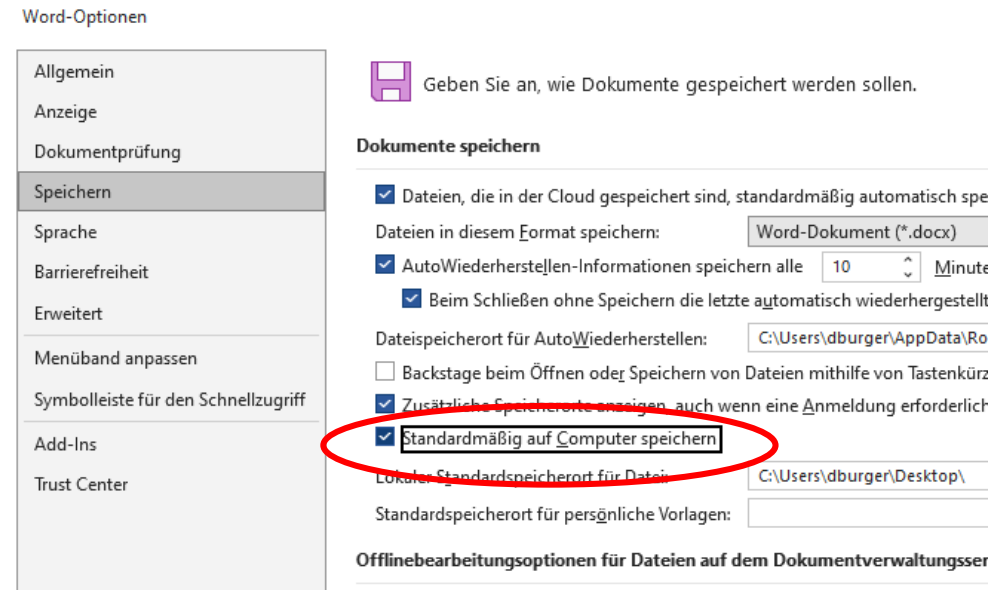 Word-Optionen
Allgemein
Anzeige
Dokumentprüfung
Speichern
Sprache
Barrierefreiheit
Erweitert
Menüband anpassen
Symbolleiste für den Schnellzugriff
Add-Ins
Trust Center
Geben Sie an, wie Dokumente gespeichert werden sollen.
Dokumente speichern
Dateien, die in der Cloud gespeichert sind, standardmäßig automatisch spe
Dateien in diesem Format speichern: Word-Dokument (*.docx)
AutoWiederherstellen-Informationen speichern alle 10 Minute
Beim Schließen ohne Speichern die letzte automatisch wiederhergestellt
Dateispeicherort für AutoWiederherstellen: C:\Users\dburger\AppData\Ro
Backstage beim Öffnen oder Speichern von Dateien mithilfe von Tastenkürz
Zusätzliche Speicherorte anzeigen, auch wenn eine Anmeldung erforderlich
Standardmäßig auf Computer speichern
Lokaler Standardspeicherort für Datei: C:\Users\dburger\Desktop\
Standardspeicherort für persönliche Vorlagen:
Offlinebearbeitungsoptionen für Dateien auf dem Dokumentverwaltungsser